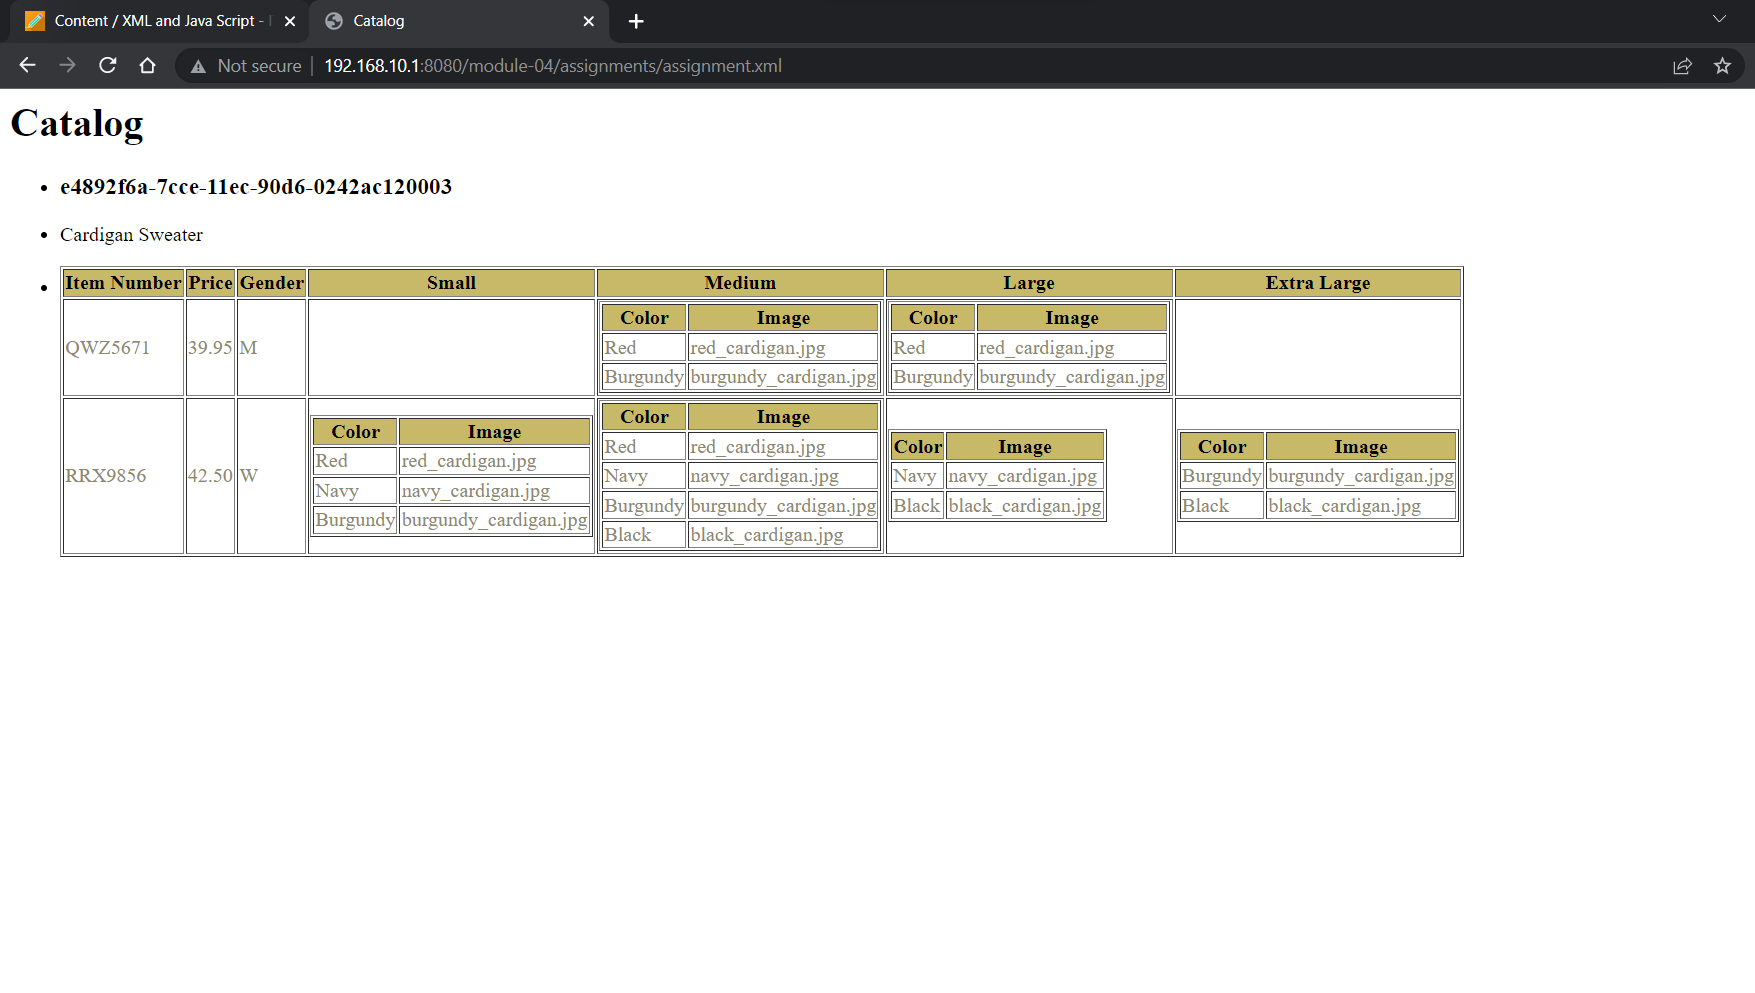 Content / XML and Java Script -
Catalog
Not secure
192.168.10.1:8080/module-04/assignments/assignment.xml
Catalog
e4892f6a-7cce-11ec-90d6-0242ac120003
Cardigan Sweater
Item Number Price Gender Small Medium Large Extra Large
QWZ5671 39.95 M
Color Image
Red red_cardigan.jpg
Burgundy burgundy_cardigan.jpg
Color Image
Red red_cardigan.jpg
Burgundy burgundy_cardigan.jpg
RRX9856 42.50 W
Color Image
Red red_cardigan.jpg
Navy navy_cardigan.jpg
Burgundy burgundy_cardigan.jpg
Color Image
Red red_cardigan.jpg
Navy navy_cardigan.jpg
Burgundy burgundy_cardigan.jpg
Black black_cardigan.jpg
Color Image
Navy navy_cardigan.jpg
Black black_cardigan.jpg
Color Image
Burgundy burgundy_cardigan.jpg
Black black_cardigan.jpg